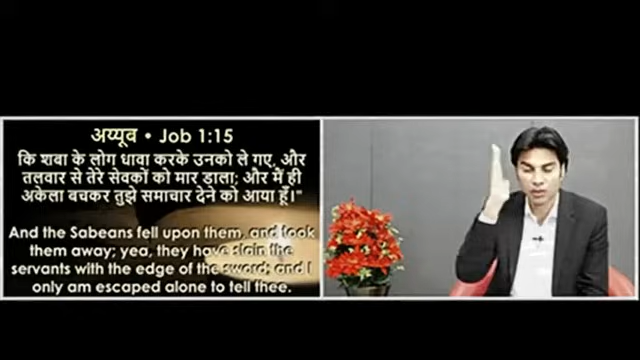 अय्यूब • Job 1:15
कि शबा के लोग धावा करके उनको ले गए, और
तलवार से तेरे सेवकों को मार डाला; और मैं ही
अकेला बचकर तुझे समाचार देने को आया हूँ।"
And the Sabeans fell upon them, and took
them away; yea, they have slain the
servants with the edge of the sword; and I
only am escaped alone to tell thee.